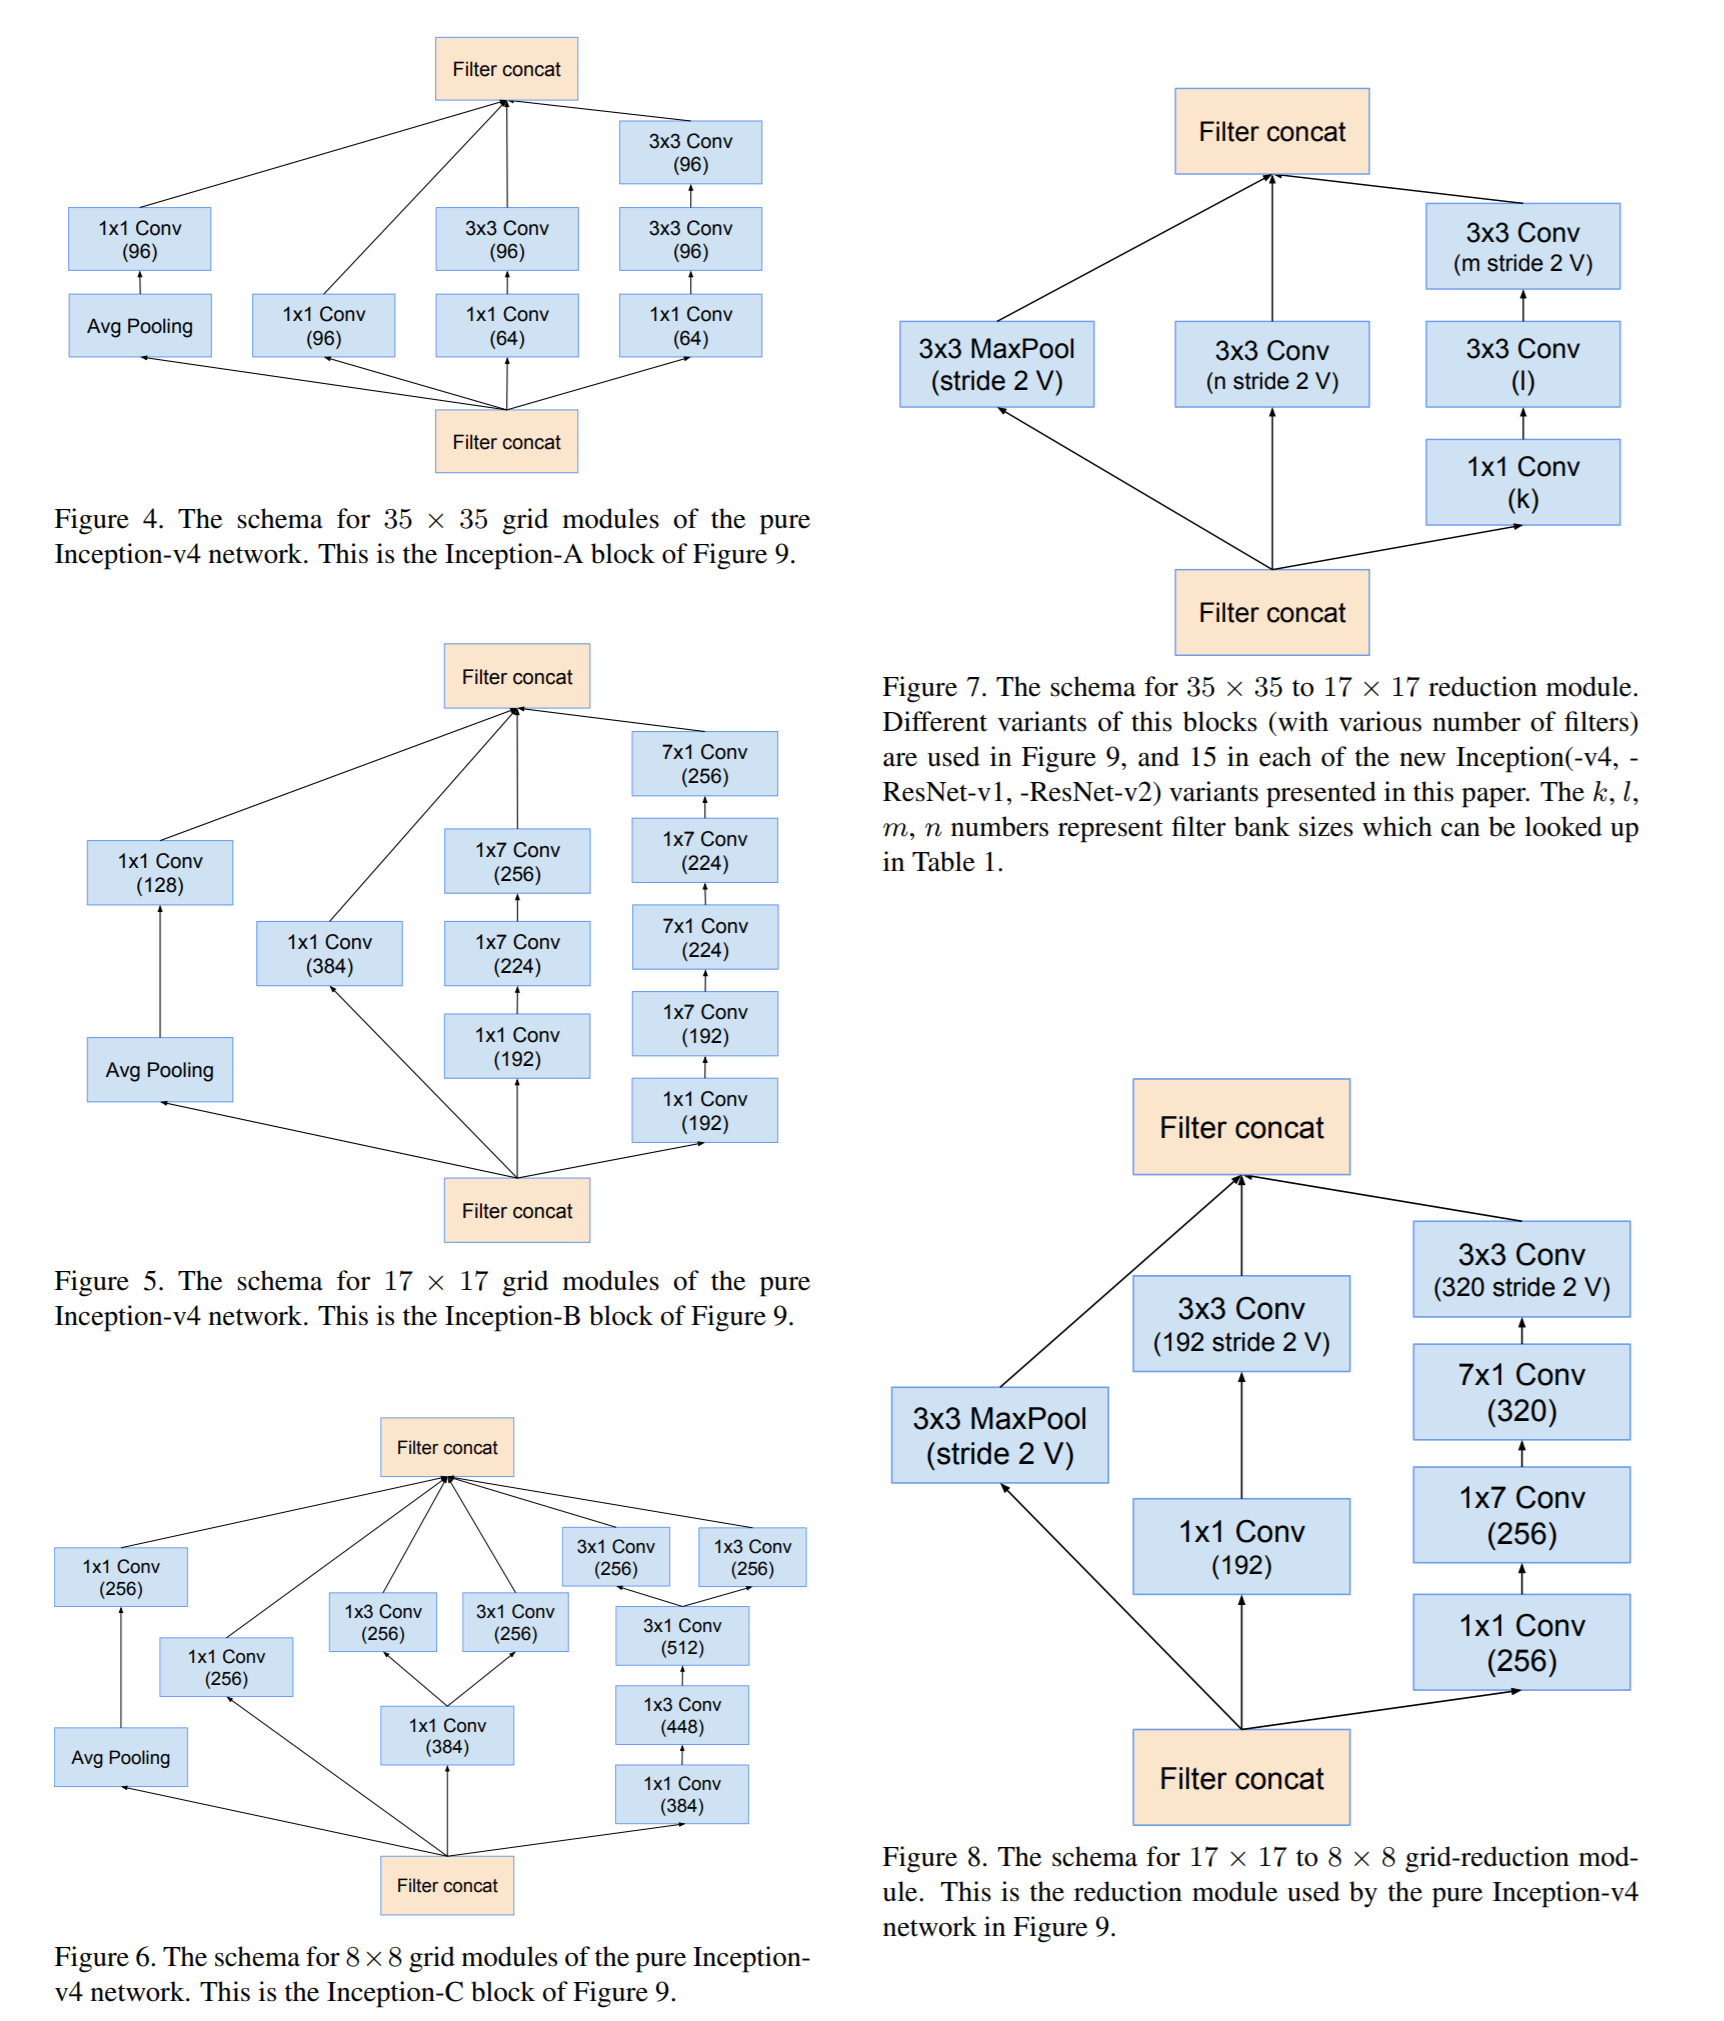 Filter concat
3x3 Conv
(96)
1x1 Conv
(96)
3x3 Conv
(96)
3x3 Conv
(96)
Avg Pooling
1x1 Conv
(96)
1x1 Conv
(64)
1x1 Conv
(64)
Filter concat
Figure 4. The schema for 35 × 35 grid modules of the pure
Inception-v4 network. This is the Inception-A block of Figure 9.
Filter concat
7x1 Conv
(256)
1x1 Conv
(128)
1x7 Conv
(256)
1x7 Conv
(224)
1x1 Conv
(384)
1x7 Conv
(224)
7x1 Conv
(224)
Avg Pooling
1x1 Conv
(192)
1x7 Conv
(192)
1x1 Conv
(192)
Filter concat
Figure 5. The schema for 17 × 17 grid modules of the pure
Inception-v4 network. This is the Inception-B block of Figure 9.
Filter concat
1x1 Conv
(256)
3x1 Conv
(256)
1x3 Conv
(256)
1x1 Conv
(256)
1x3 Conv
(256)
3x1 Conv
(256)
3x1 Conv
(512)
Avg Pooling
1x1 Conv
(384)
1x3 Conv
(448)
1x1 Conv
(384)
Filter concat
Figure 6. The schema for 8×8 grid modules of the pure Inception-
v4 network. This is the Inception-C block of Figure 9.
Filter concat
3x3 Conv
(m stride 2 V)
3x3 MaxPool
(stride 2 V)
3x3 Conv
(n stride 2 V)
3x3 Conv
(l)
1x1 Conv
(k)
Filter concat
Figure 7. The schema for 35 × 35 to 17 × 17 reduction module.
Different variants of this blocks (with various number of filters)
are used in Figure 9, and 15 in each of the new Inception(-v4, -
ResNet-v1, -ResNet-v2) variants presented in this paper. The k, l,
m, n numbers represent filter bank sizes which can be looked up
in Table 1.
Filter concat
3x3 Conv
(320 stride 2 V)
3x3 Conv
(192 stride 2 V)
7x1 Conv
(320)
3x3 MaxPool
(stride 2 V)
1x7 Conv
(256)
1x1 Conv
(192)
1x1 Conv
(256)
Filter concat
Figure 8. The schema for 17 × 17 to 8 × 8 grid-reduction mod-
ule. This is the reduction module used by the pure Inception-v4
network in Figure 9.